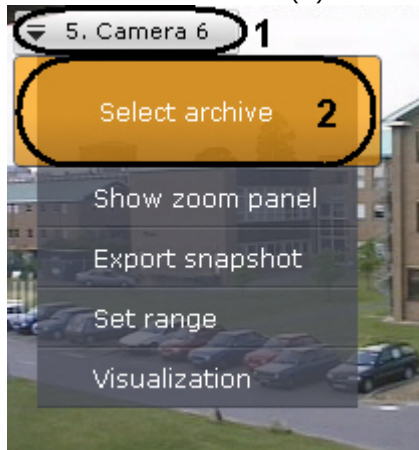 5. Camera 6 1
Select archive 2
Show zoom panel
Export snapshot
Set range
Visualization